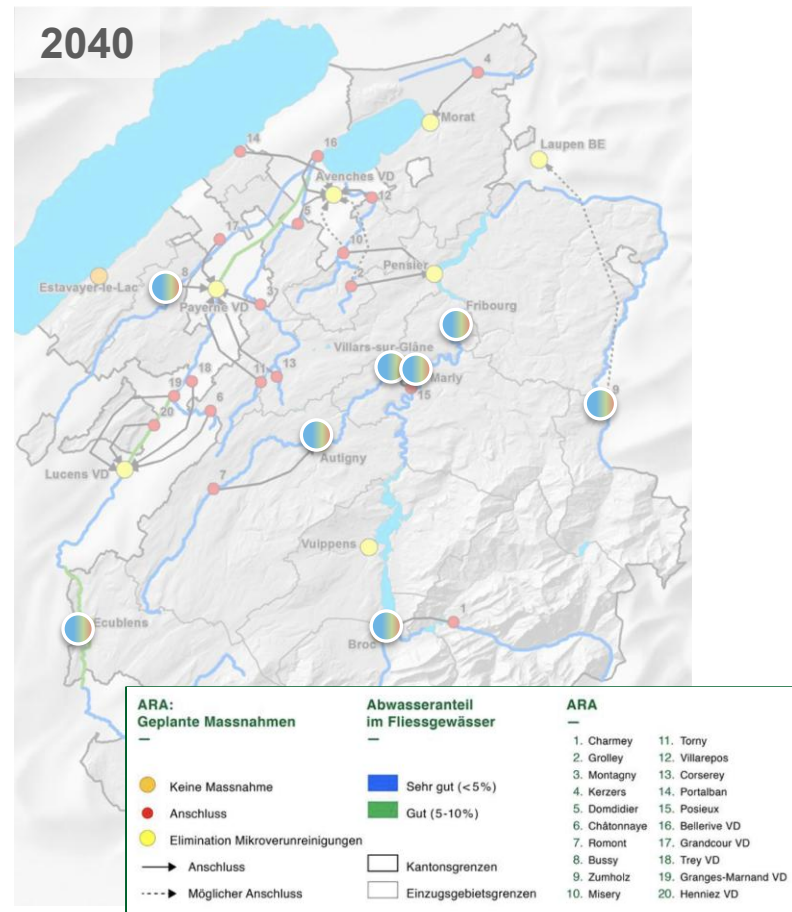 2040
4
Morat
Laupen BE
14
16
Avenches VD
12
5
17
10
Pensier
8
Estavayer-le-Lac
2
Payerne VD
3
Fribourg
Villars-sur-Glâne
18
11
13
Marly
19
15
9
6
20
Autigny
Lucens VD
7
Vuippens
Ecublens
1
Broc
ARA:
Geplante Massnahmen
—
Keine Massnahme
Anschluss
Elimination Mikroverunreinigungen
Anschluss
Möglicher Anschluss
Abwasseranteil
im Fliessgewässer
—
Sehr gut (<5%)
Gut (5-10%)
Kantonsgrenzen
Einzugsgebietsgrenzen
ARA
—
1. Charmey
2. Grolley
3. Montagny
4. Kerzers
5. Domdidier
6. Châtonnaye
7. Romont
8. Bussy
9. Zumholz
10. Misery
11. Torny
12. Villarepos
13. Corserey
14. Portalban
15. Posieux
16. Bellerive VD
17. Grandcour VD
18. Trey VD
19. Granges-Marnand VD
20. Henniez VD